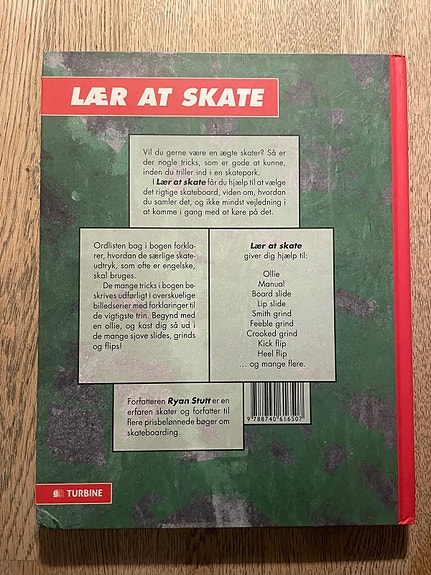 LÆR AT SKATE
Vil du gerne være en ægte skater? Så er
der nogle tricks, som er gode at kunne,
inden du triller ind i en skatepark.
I Lær at skate får du hjælp til at vælge
det rigtige skateboard, viden om, hvordan
du samler det, og ikke mindst vejledning i
at komme i gang med at køre på det.
Ordlisten bag i bogen forkla-
rer, hvordan de særlige skate-
udtryk, som ofte er engelske,
skal bruges.
De mange tricks i bogen be-
skrives udførligt i overskuelige
billedserier med forklaringer til
de vigtigste trin. Begynd med
en ollie, og kast dig så ud i
de mange sjove slides, grinds
og flips!
Lær at skate
giver dig hjælp til:
Ollie
Manual
Board slide
Lip slide
Smith grind
Feeble grind
Crooked grind
Kick flip
Heel flip
... og mange flere.
Forfatteren Ryan Stutt er en
erfaren skater og forfatter til
flere prisbelønnede bøger om
skateboarding.
9 788740 616507
TURBINE